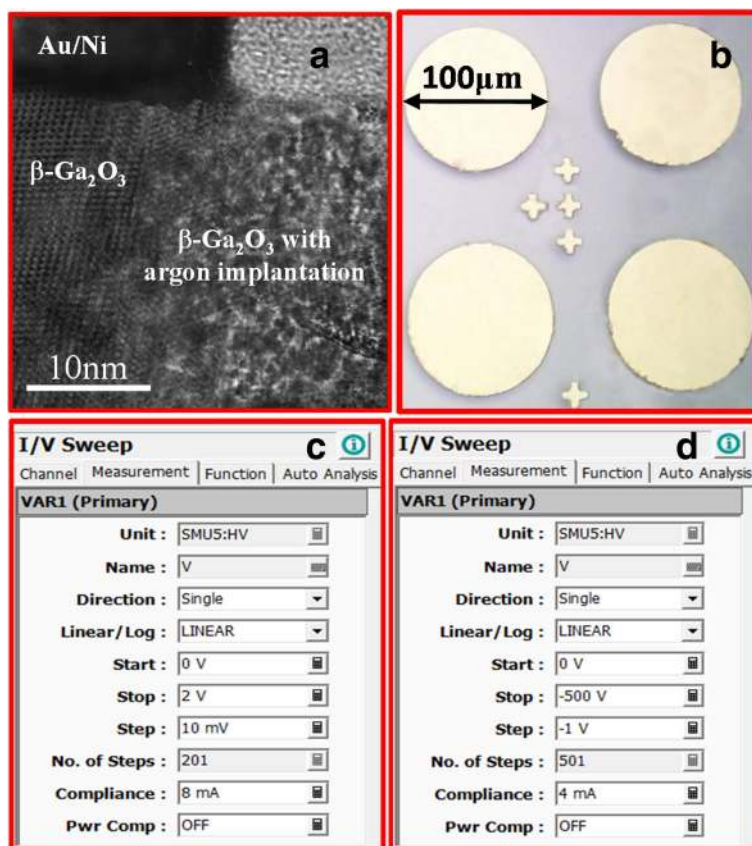 Au/Ni
a
β-Ga₂O₃
β-Ga₂O₃ with
argon implantation
10nm
b
100μm
I/V Sweep
c
Channel Measurement Function Auto Analysis
VAR1 (Primary)
Unit : SMU5:HV
Name : V
Direction : Single
Linear/Log : LINEAR
Start : 0 V
Stop : 2 V
Step : 10 mV
No. of Steps : 201
Compliance : 8 mA
Pwr Comp : OFF
I/V Sweep
d
Channel Measurement Function Auto Analysis
VAR1 (Primary)
Unit : SMU5:HV
Name : V
Direction : Single
Linear/Log : LINEAR
Start : 0 V
Stop : -500 V
Step : -1 V
No. of Steps : 501
Compliance : 4 mA
Pwr Comp : OFF